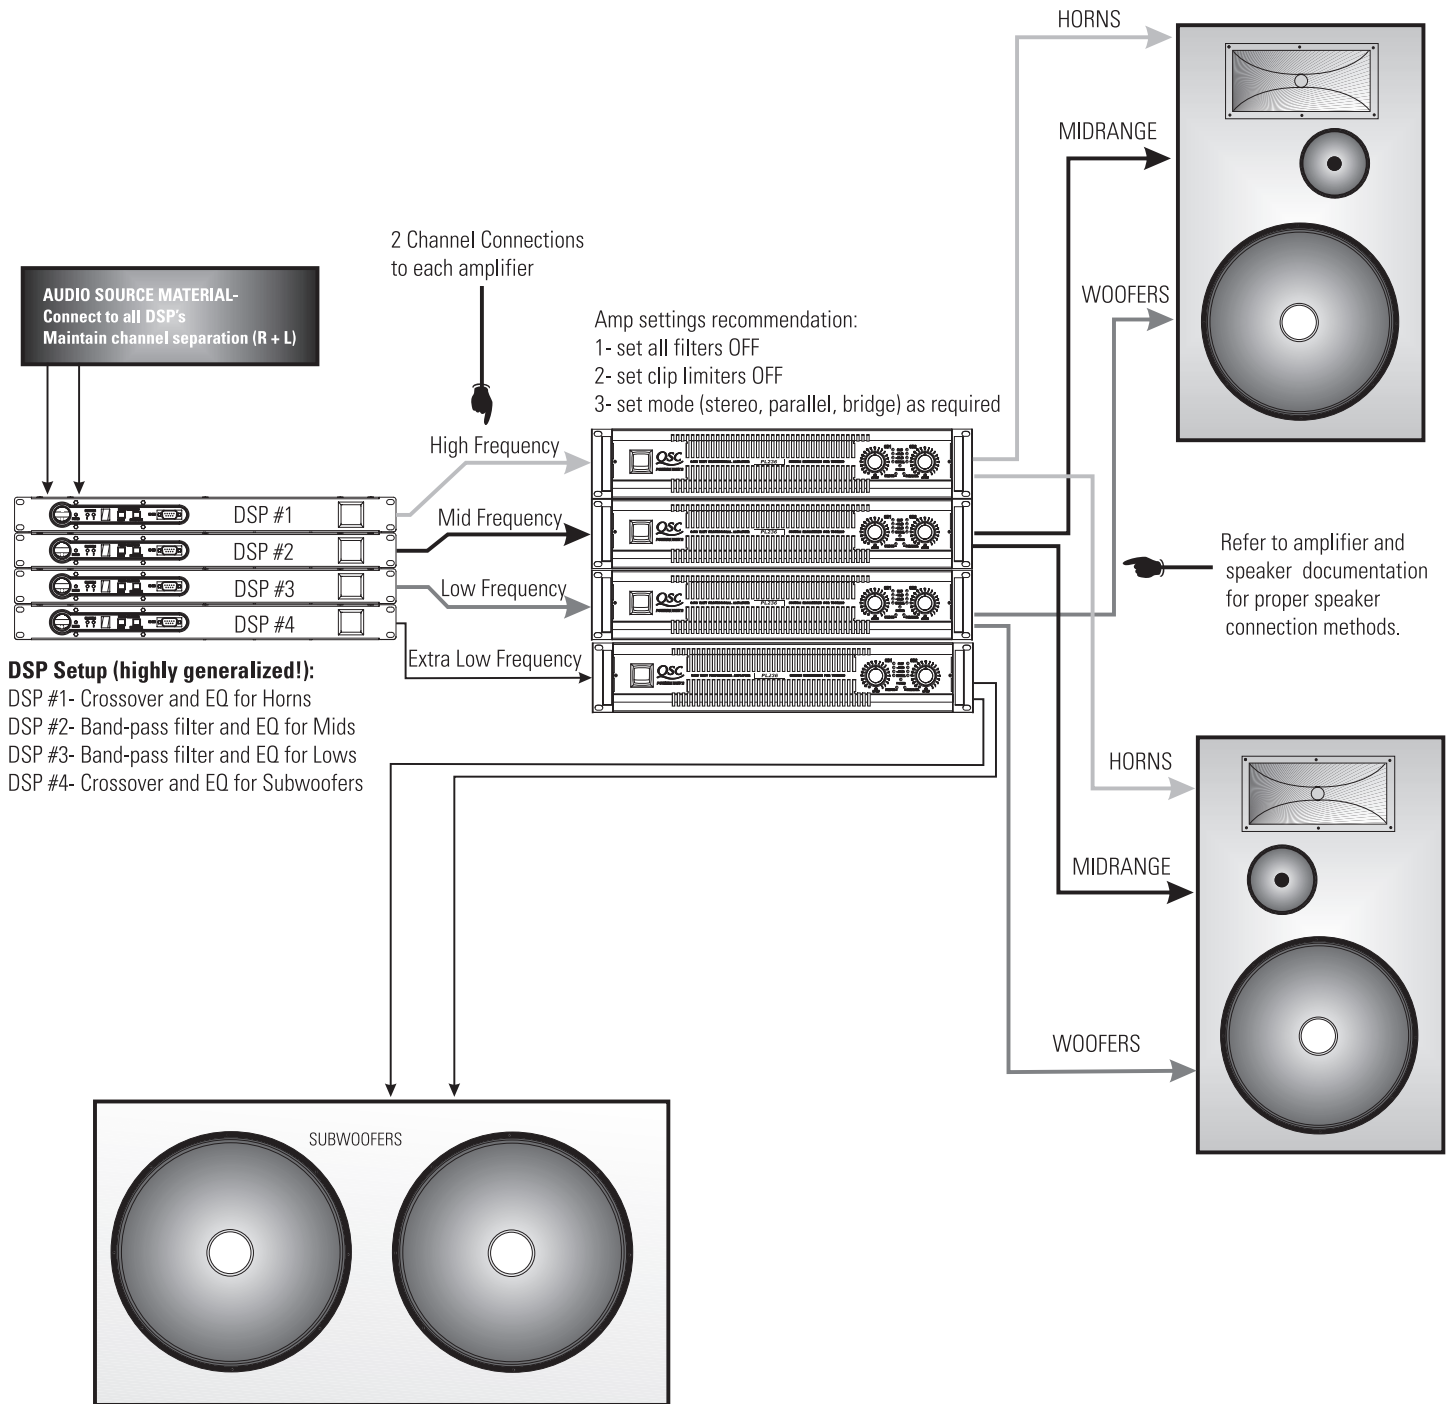 HORNS
MIDRANGE
2 Channel Connections
to each amplifier
AUDIO SOURCE MATERIAL-
Connect to all DSP's
Maintain channel separation (R + L)
WOOFERS
Amp settings recommendation:
1- set all filters OFF
2- set clip limiters OFF
3- set mode (stereo, parallel, bridge) as required
High Frequency
Mid Frequency
Low Frequency
Extra Low Frequency
DSP #1
DSP #2
DSP #3
DSP #4
QSC
PL236
QSC
PL236
QSC
PL236
QSC
PL236
Refer to amplifier and
speaker documentation
for proper speaker
connection methods.
DSP Setup (highly generalized!):
DSP #1- Crossover and EQ for Horns
DSP #2- Band-pass filter and EQ for Mids
DSP #3- Band-pass filter and EQ for Lows
DSP #4- Crossover and EQ for Subwoofers
HORNS
MIDRANGE
WOOFERS
SUBWOOFERS